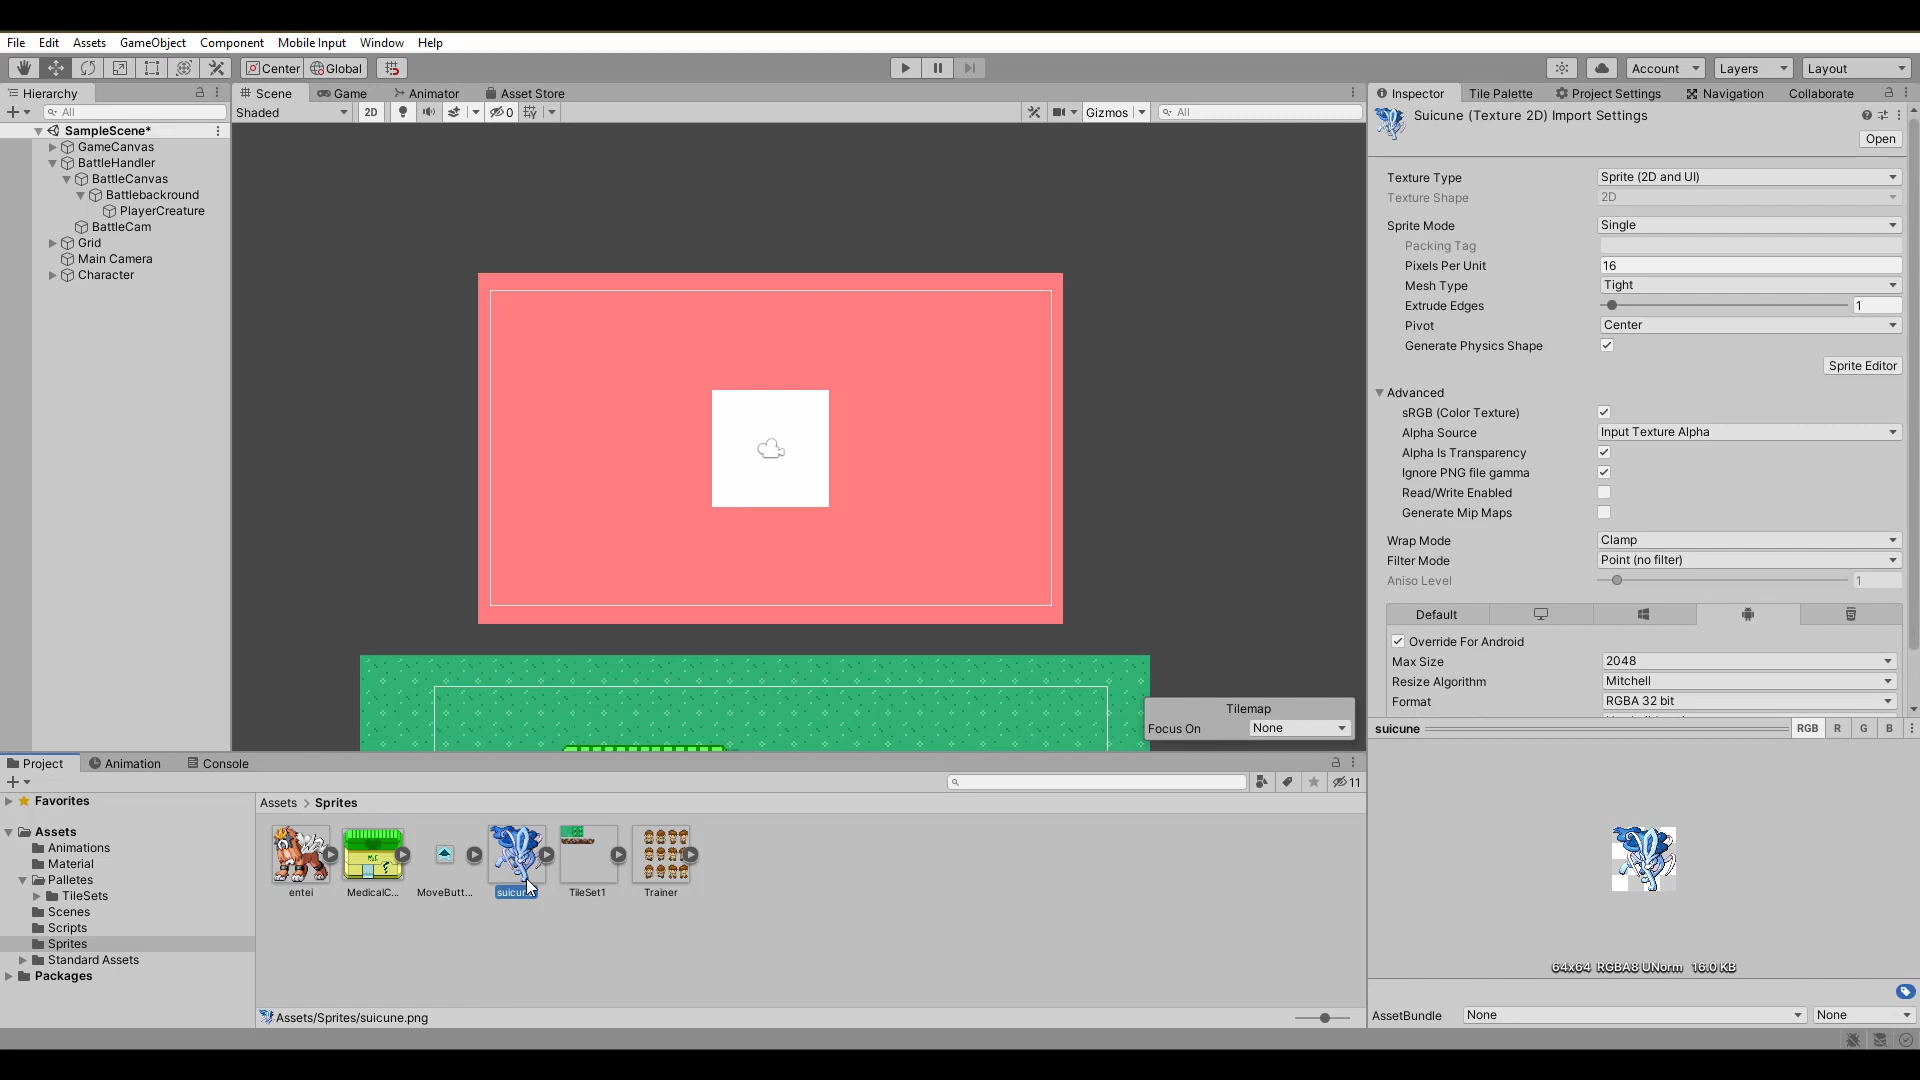 File Edit Assets GameObject Component Mobile Input Window Help
Center Global Account Layers Layout
Hierarchy
All
SampleScene*
GameCanvas
BattleHandler
BattleCanvas
Battlebackround
PlayerCreature
BattleCam
Grid
Main Camera
Character
Scene Game Animator Asset Store
Shaded 2D 0 Gizmos All
Tilemap
Focus On None
Inspector Tile Palette Project Settings Navigation Collaborate
Suicune (Texture 2D) Import Settings
Open
Texture Type Sprite (2D and UI)
Texture Shape 2D
Sprite Mode Single
Packing Tag
Pixels Per Unit 16
Mesh Type Tight
Extrude Edges 1
Pivot Center
Generate Physics Shape
Sprite Editor
Advanced
sRGB (Color Texture)
Alpha Source Input Texture Alpha
Alpha Is Transparency
Ignore PNG file gamma
Read/Write Enabled
Generate Mip Maps
Wrap Mode Clamp
Filter Mode Point (no filter)
Aniso Level 1
Default
Override For Android
Max Size 2048
Resize Algorithm Mitchell
Format RGBA 32 bit
suicune RGB R G B
64x64 RGBA8 UNorm 16.0 KB
AssetBundle None None
Project Animation Console
11
Favorites
Assets
Animations
Material
Palletes
TileSets
Scenes
Scripts
Sprites
Standard Assets
Packages
Assets > Sprites
entei MedicalC... MoveButt... suicune TileSet1 Trainer
Assets/Sprites/suicune.png